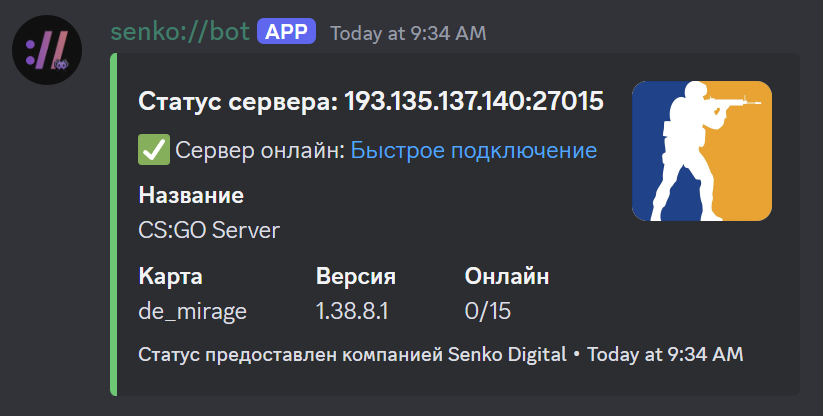 senko://bot APP Today at 9:34 AM
Статус сервера: 193.135.137.140:27015
✅ Сервер онлайн: Быстрое подключение
Название
CS:GO Server
Карта Версия Онлайн
de_mirage 1.38.8.1 0/15
Статус предоставлен компанией Senko Digital • Today at 9:34 AM